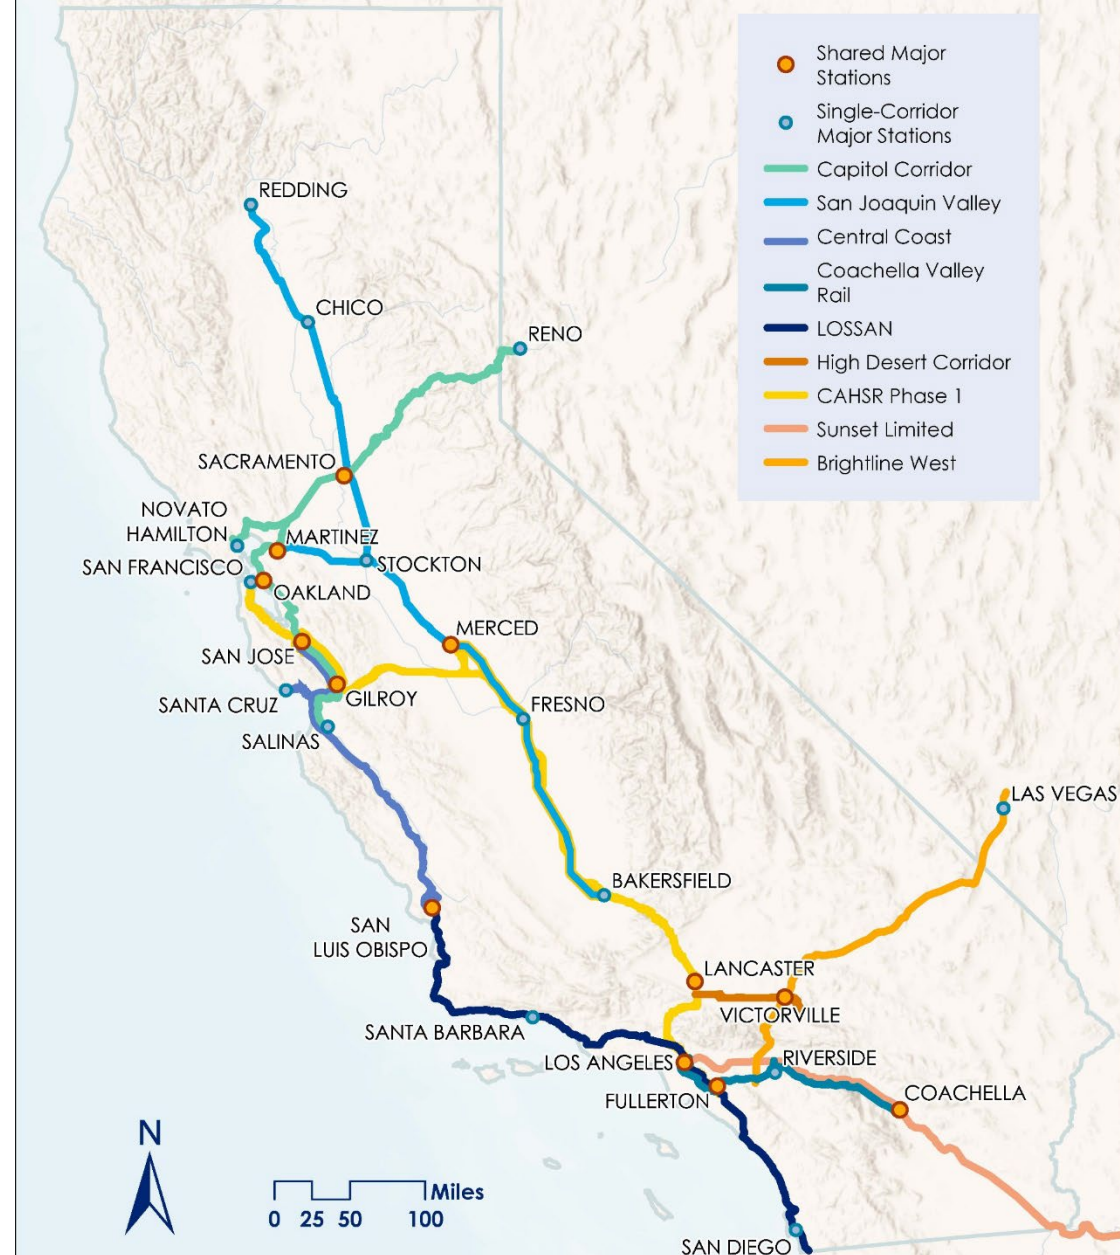 Shared Major
Stations
Single-Corridor
Major Stations
Capitol Corridor
San Joaquin Valley
Central Coast
Coachella Valley
Rail
LOSSAN
High Desert Corridor
CAHSR Phase 1
Sunset Limited
Brightline West
REDDING
CHICO
RENO
SACRAMENTO
NOVATO
HAMILTON
MARTINEZ
SAN FRANCISCO
STOCKTON
OAKLAND
MERCED
SAN JOSE
SANTA CRUZ
GILROY
FRESNO
SALINAS
LAS VEGAS
BAKERSFIELD
SAN
LUIS OBISPO
LANCASTER
VICTORVILLE
SANTA BARBARA
LOS ANGELES
RIVERSIDE
FULLERTON
COACHELLA
SAN DIEGO
N
Miles
0 25 50 100